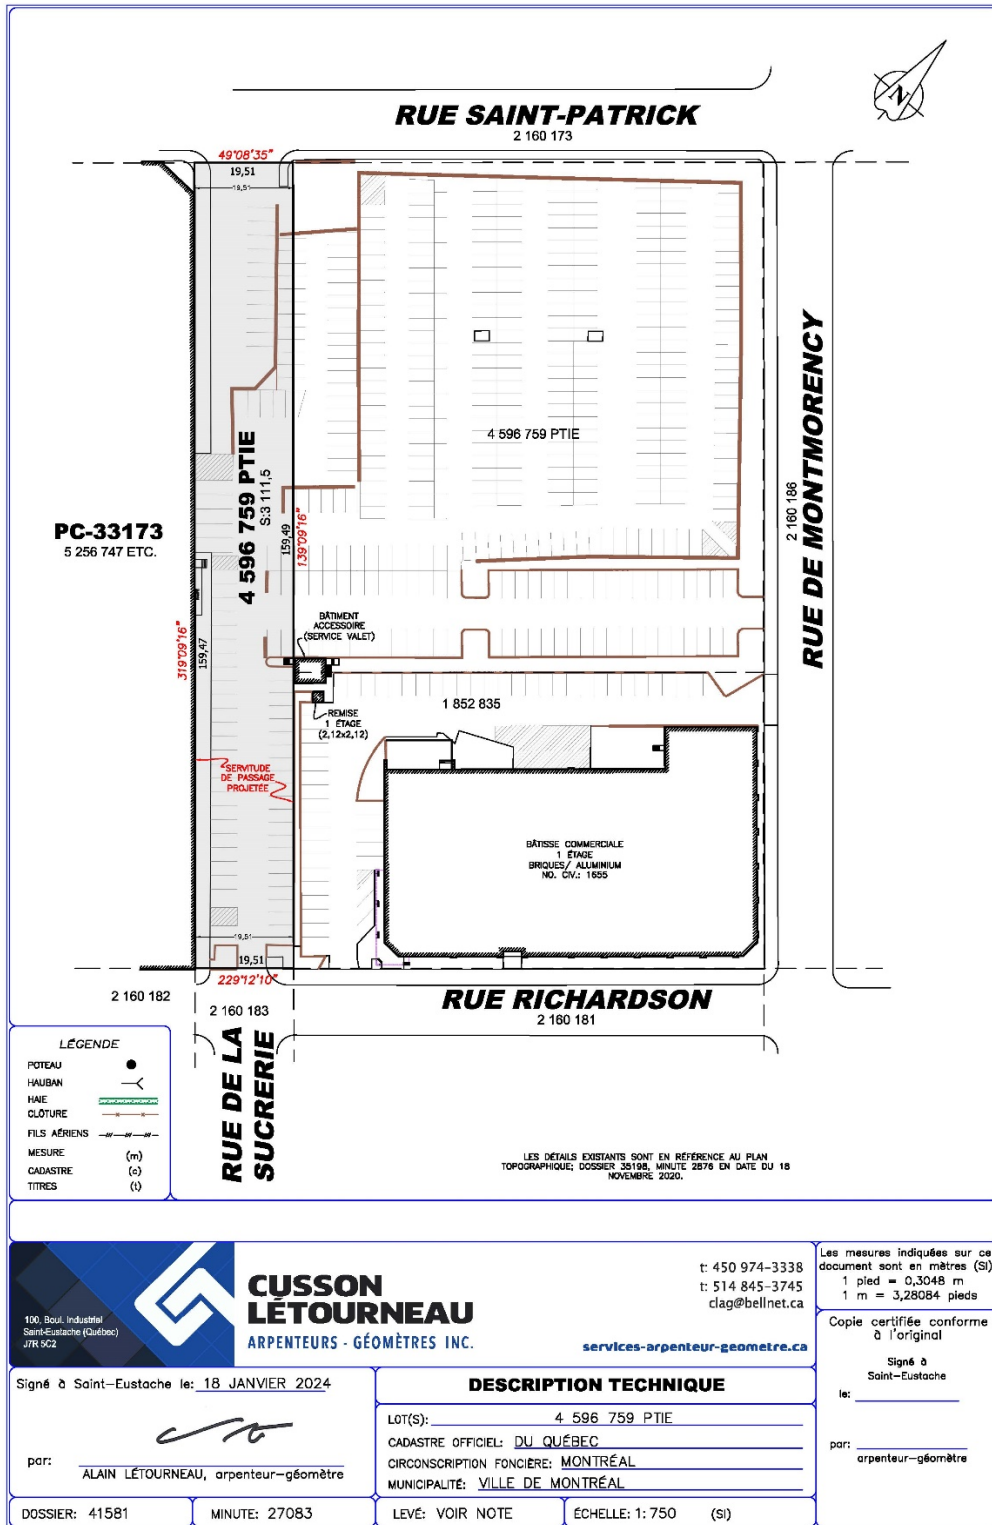 N
RUE SAINT-PATRICK
2 160 173
49°08'35"
19,51
19,51
4 596 759 PTIE
RUE DE MONTMORENCY
2 160 186
4 596 759 PTIE
S:3 111,5
159,49
139°09'16"
PC-33173
5 256 747 ETC.
319°09'16"
159,47
BÂTIMENT
ACCESSOIRE
(SERVICE VALET)
1 852 835
REMISE
1 ÉTAGE
(2,12x2,12)
SERVITUDE
DE PASSAGE
PROJETÉE
BÂTISSE COMMERCIALE
1 ÉTAGE
BRIQUES/ ALUMINIUM
NO. CIV.: 1655
19,51
19,51
229°12'10"
2 160 182
2 160 183
RUE RICHARDSON
2 160 181
RUE DE LA
SUCRERIE
LÉGENDE
POTEAU
HAUBAN
HAIE
CLÔTURE
FILS AÉRIENS
MESURE (m)
CADASTRE (c)
TITRES (t)
LES DÉTAILS EXISTANTS SONT EN RÉFÉRENCE AU PLAN
TOPOGRAPHIQUE; DOSSIER 35198, MINUTE 2876 EN DATE DU 18
NOVEMBRE 2020.
100, Boul. Industriel
Saint-Eustache (Québec)
J7R 5C2
CUSSON
LÉTOURNEAU
ARPENTEURS - GÉOMÈTRES INC.
t: 450 974-3338
t: 514 845-3745
clag@bellnet.ca
services-arpenteur-geometre.ca
Les mesures indiquées sur ce
document sont en mètres (SI)
1 pied = 0,3048 m
1 m = 3,28084 pieds
Copie certifiée conforme
à l'original
Signé à
Saint-Eustache
le:
par:
arpenteur-géomètre
Signé à Saint-Eustache le: 18 JANVIER 2024
par:
ALAIN LÉTOURNEAU, arpenteur-géomètre
DESCRIPTION TECHNIQUE
LOT(S): 4 596 759 PTIE
CADASTRE OFFICIEL: DU QUÉBEC
CIRCONSCRIPTION FONCIÈRE: MONTRÉAL
MUNICIPALITÉ: VILLE DE MONTRÉAL
DOSSIER: 41581
MINUTE: 27083
LEVÉ: VOIR NOTE
ÉCHELLE: 1: 750 (SI)